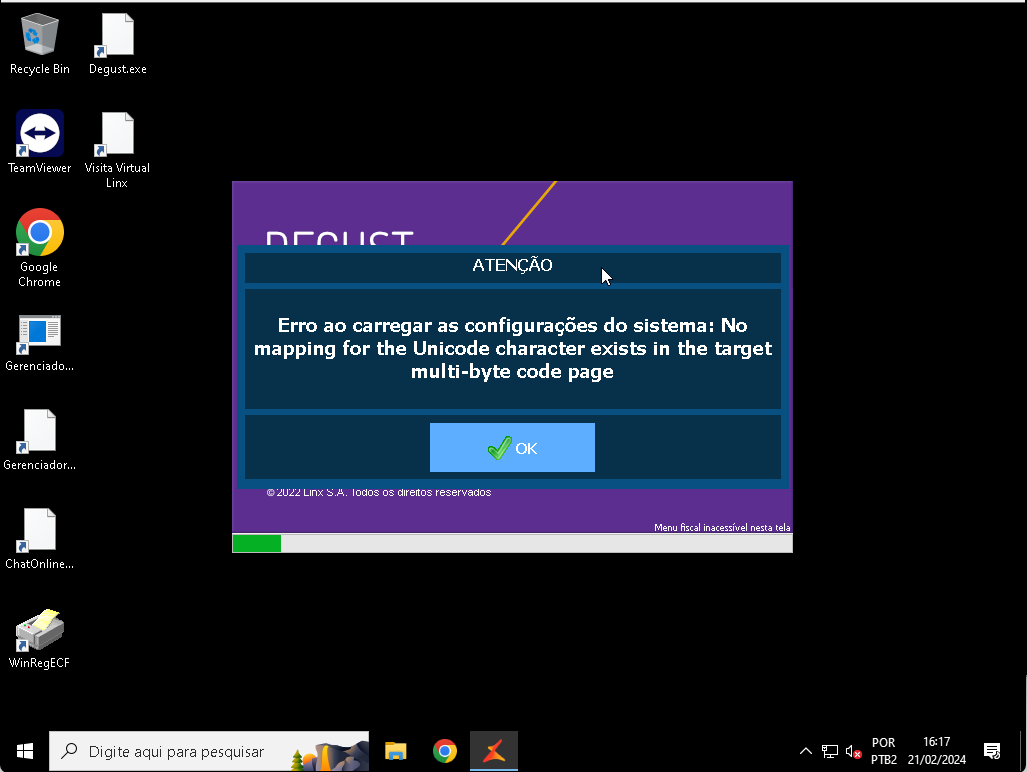 Recycle Bin
Degust.exe
TeamViewer
Visita Virtual
Linx
Google
Chrome
Gerenciado...
Gerenciador...
ChatOnline...
WinRegECF
DEGUST
ATENÇÃO
Erro ao carregar as configurações do sistema: No
mapping for the Unicode character exists in the target
multi-byte code page
OK
© 2022 Linx S.A. Todos os direitos reservados
Menu fiscal inacessível nesta tela
Digite aqui para pesquisar
POR
PTB2
16:17
21/02/2024